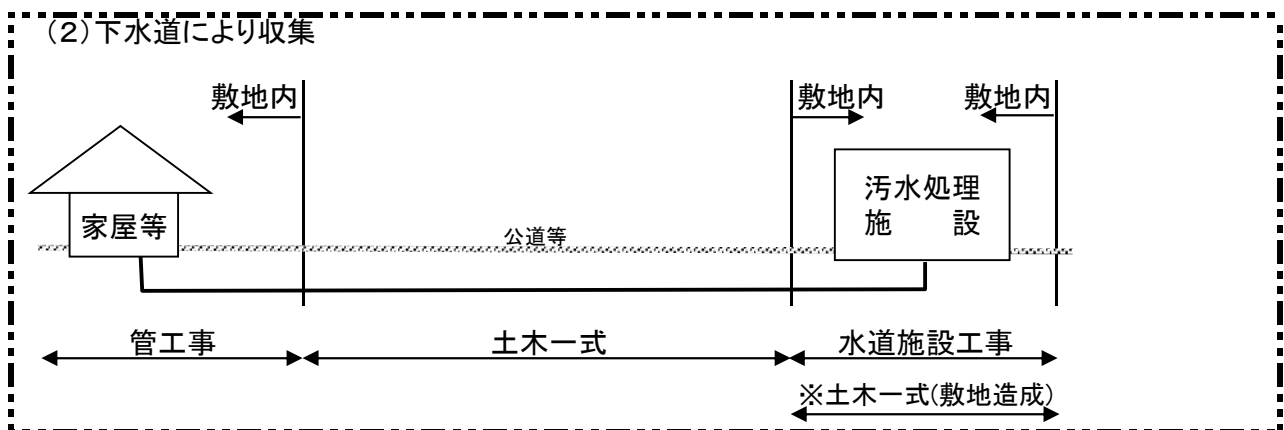 (2)下水道により収集
敷地内
敷地内
敷地内
家屋等
公道等
汚水処理
施　　設
管工事
土木一式
水道施設工事
※土木一式(敷地造成)